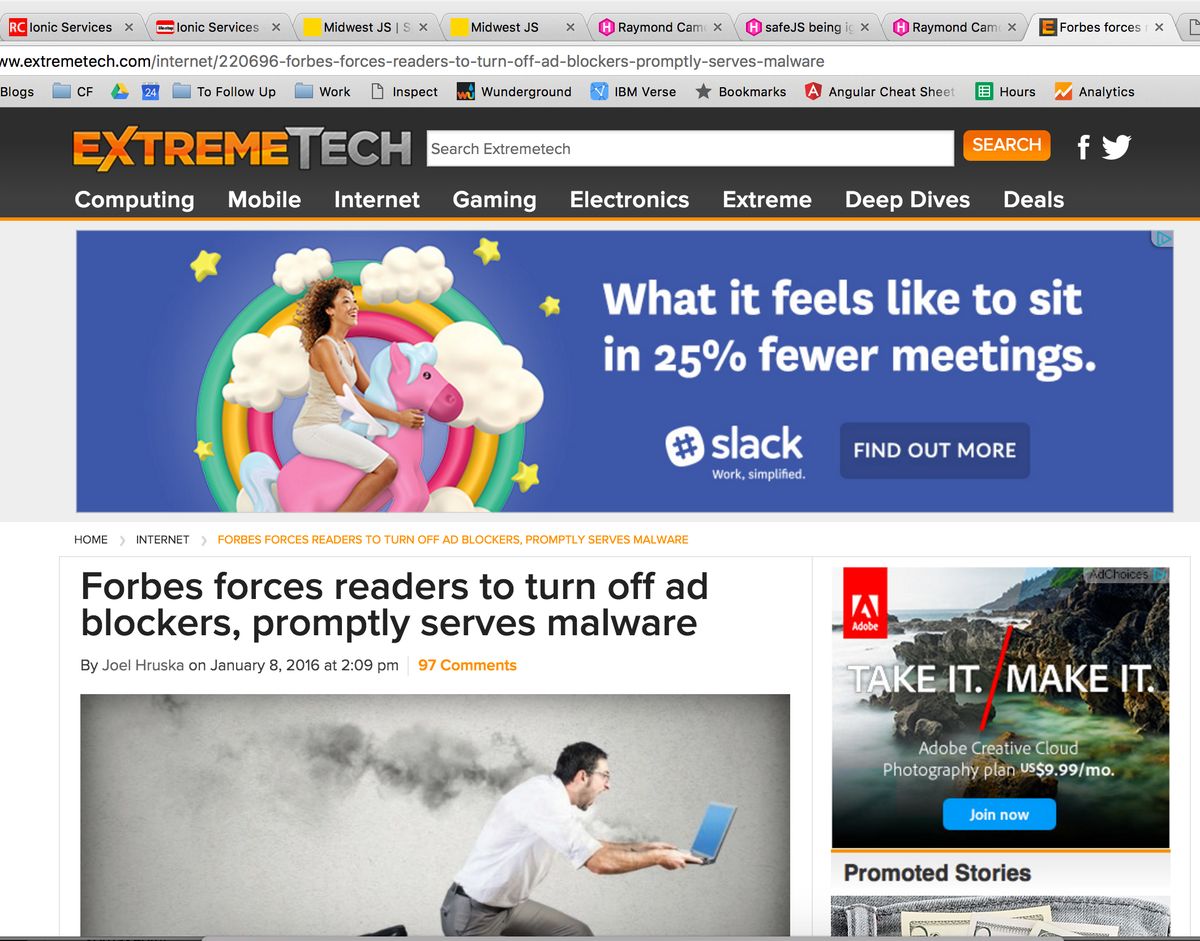 RC Ionic Services
Ionic Services
Midwest JS | S
Midwest JS
Raymond Cam
safeJS being ig
Raymond Cam
Forbes forces r
ww.extremetech.com/internet/220696-forbes-forces-readers-to-turn-off-ad-blockers-promptly-serves-malware
Blogs
CF
24
To Follow Up
Work
Inspect
Wunderground
IBM Verse
Bookmarks
Angular Cheat Sheet
Hours
Analytics
EXTREMETECH
Search Extremetech
SEARCH
Computing
Mobile
Internet
Gaming
Electronics
Extreme
Deep Dives
Deals
What it feels like to sit
in 25% fewer meetings.
slack
Work, simplified.
FIND OUT MORE
HOME
INTERNET
FORBES FORCES READERS TO TURN OFF AD BLOCKERS, PROMPTLY SERVES MALWARE
Forbes forces readers to turn off ad
blockers, promptly serves malware
By Joel Hruska on January 8, 2016 at 2:09 pm
97 Comments
AdChoices
Adobe
TAKE IT. / MAKE IT.
Adobe Creative Cloud
Photography plan US$9.99/mo.
Join now
Promoted Stories